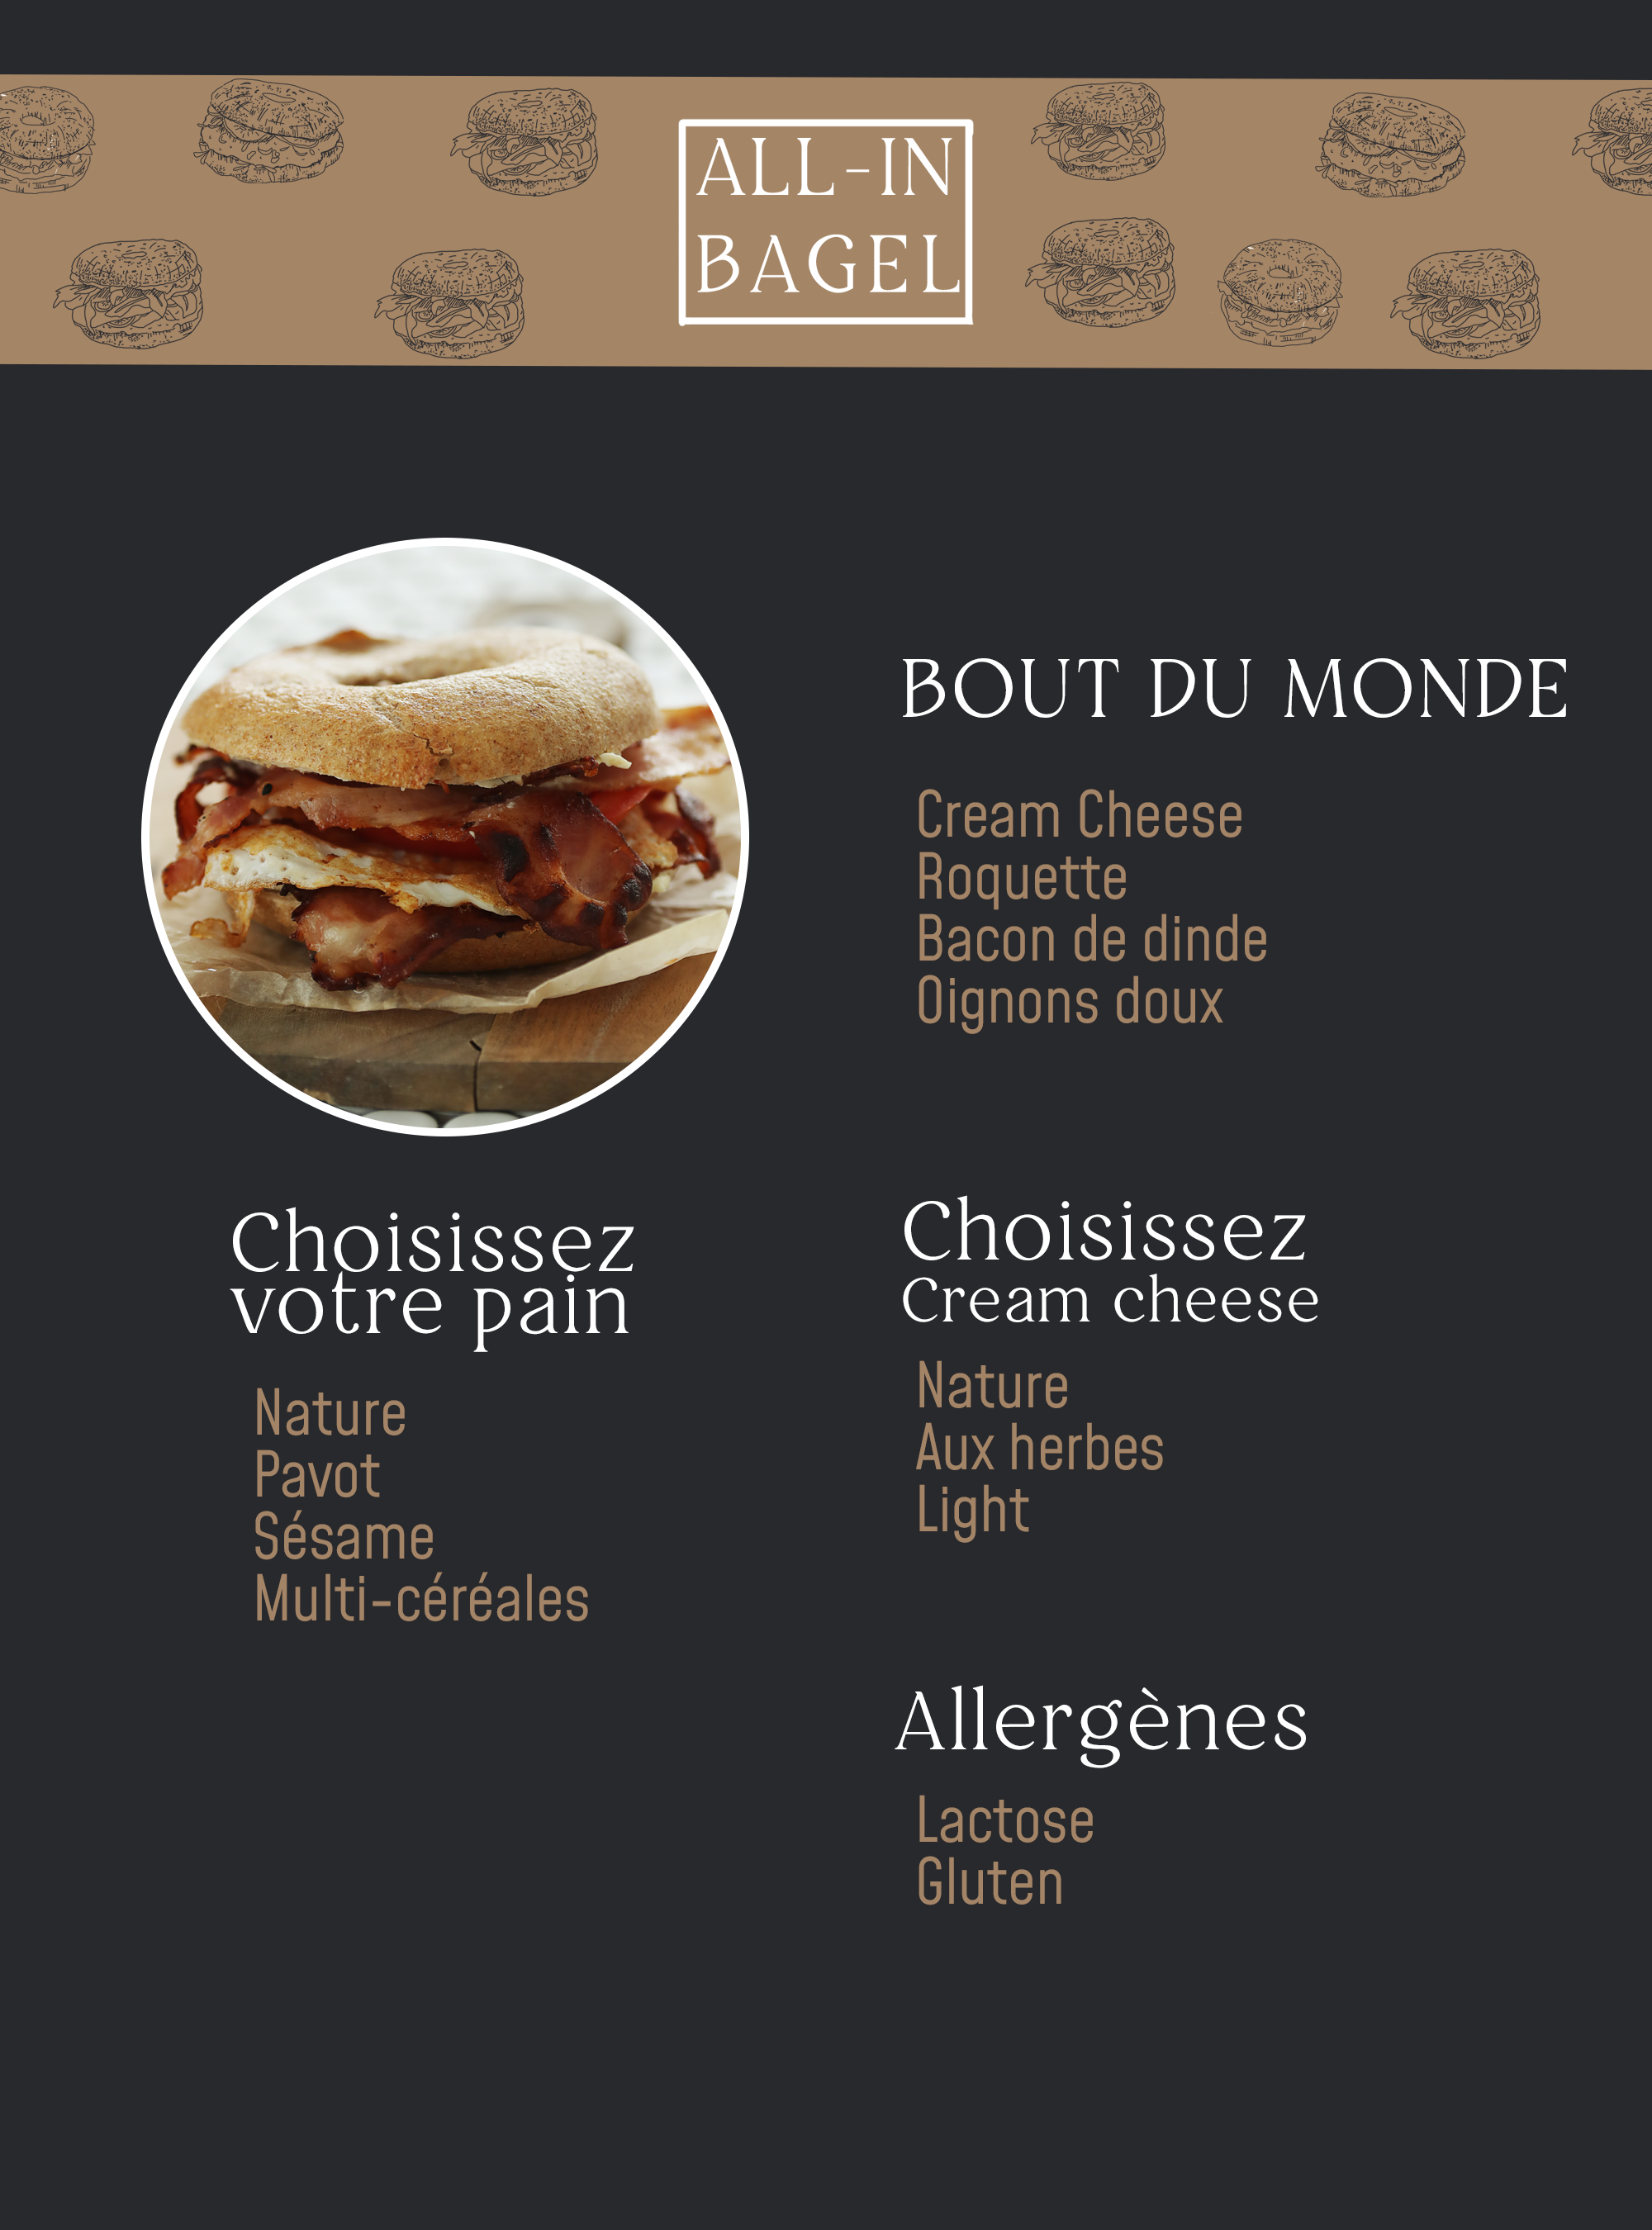 ALL-IN
BAGEL
BOUT DU MONDE
Cream Cheese
Roquette
Bacon de dinde
Oignons doux
Choisissez
votre pain
Nature
Pavot
Sésame
Multi-céréales
Choisissez
Cream cheese
Nature
Aux herbes
Light
Allergènes
Lactose
Gluten